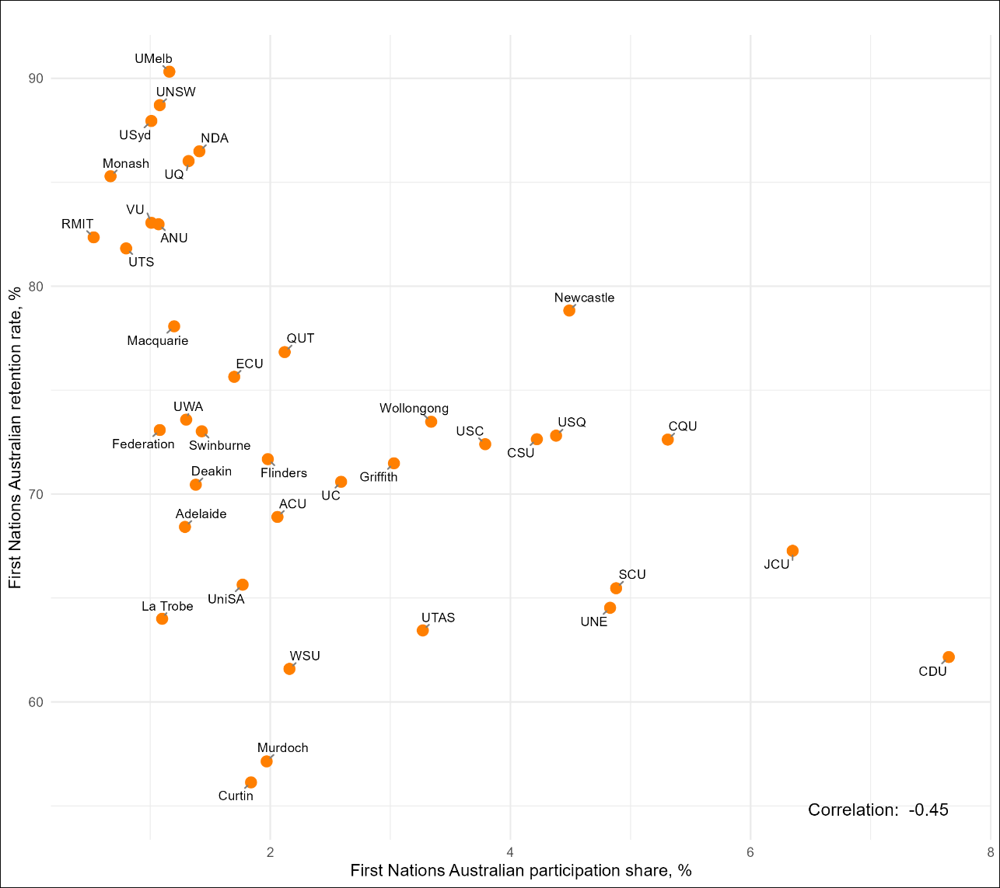 UMelb
90
UNSW
USyd
NDA
Monash
UQ
VU
RMIT
ANU
UTS
80
Newcastle
Macquarie
QUT
ECU
UWA
Wollongong
USQ
CQU
USC
Federation
Swinburne
CSU
Deakin
Flinders
Griffith
70
UC
ACU
Adelaide
JCU
SCU
UniSA
La Trobe
UTAS
UNE
WSU
CDU
60
Murdoch
Curtin
Correlation: -0.45
2
4
6
8
First Nations Australian participation share, %
First Nations Australian retention rate, %